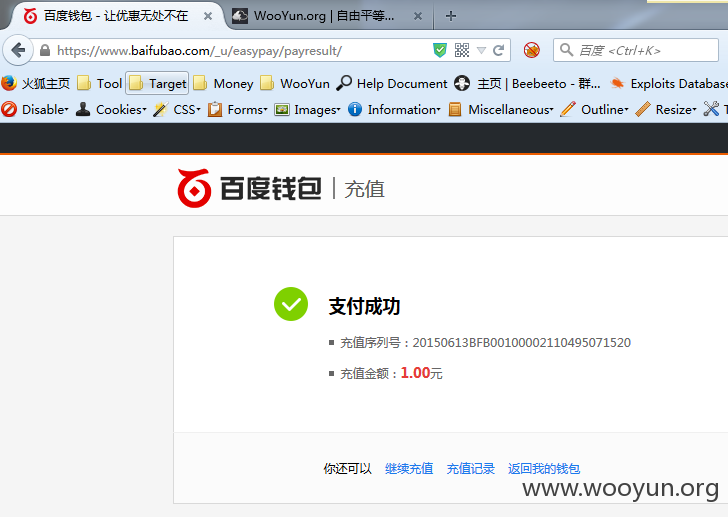 百度钱包 - 让优惠无处不在
WooYun.org | 自由平等...
https://www.baifubao.com/_u/easypay/payresult/
百度 <Ctrl+K>
火狐主页 Tool Target Money WooYun Help Document 主页 | Beebeeto - 群... Exploits Database
Disable Cookies CSS Forms Images Information Miscellaneous Outline Resize T
百度钱包 | 充值
支付成功
充值序列号：20150613BFB00100002110495071520
充值金额：1.00元
你还可以 继续充值 充值记录 返回我的钱包
www.wooyun.org